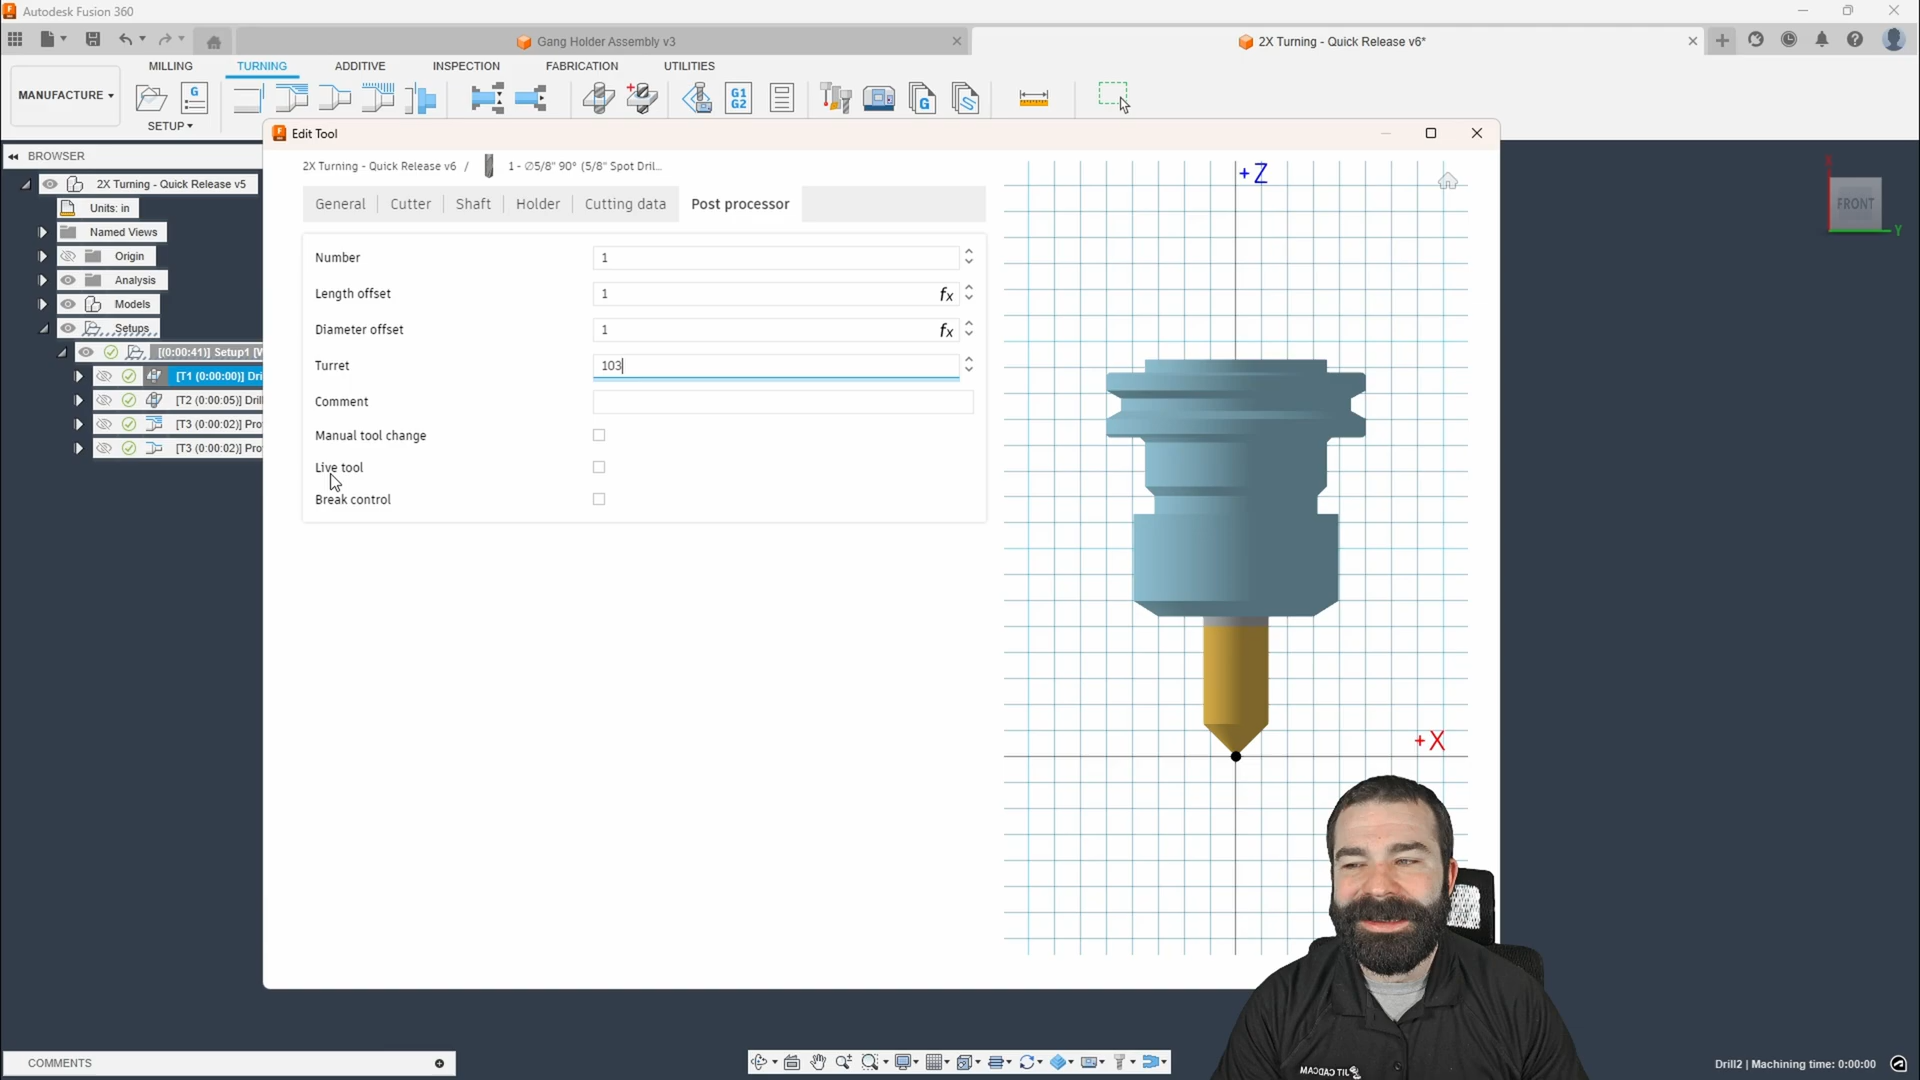 Autodesk Fusion 360
Gang Holder Assembly v3
2X Turning - Quick Release v6*
MILLING
TURNING
ADDITIVE
INSPECTION
FABRICATION
UTILITIES
MANUFACTURE
G
G1
G2
G
SETUP
Edit Tool
BROWSER
2X Turning - Quick Release v6 /
1 - ∅5/8" 90° (5/8" Spot Dril...
General
Cutter
Shaft
Holder
Cutting data
Post processor
2X Turning - Quick Release v5
Units: in
Named Views
Origin
Analysis
Models
Setups
[(0:00:41)] Setup1 [W
[T1 (0:00:00)] Dri
[T2 (0:00:05)] Drill
[T3 (0:00:02)] Pro
[T3 (0:00:02)] Pro
Number
1
Length offset
1
fx
Diameter offset
1
fx
Turret
103
Comment
Manual tool change
Live tool
Break control
+Z
+X
FRONT
Y
COMMENTS
Drill2 | Machining time: 0:00:00